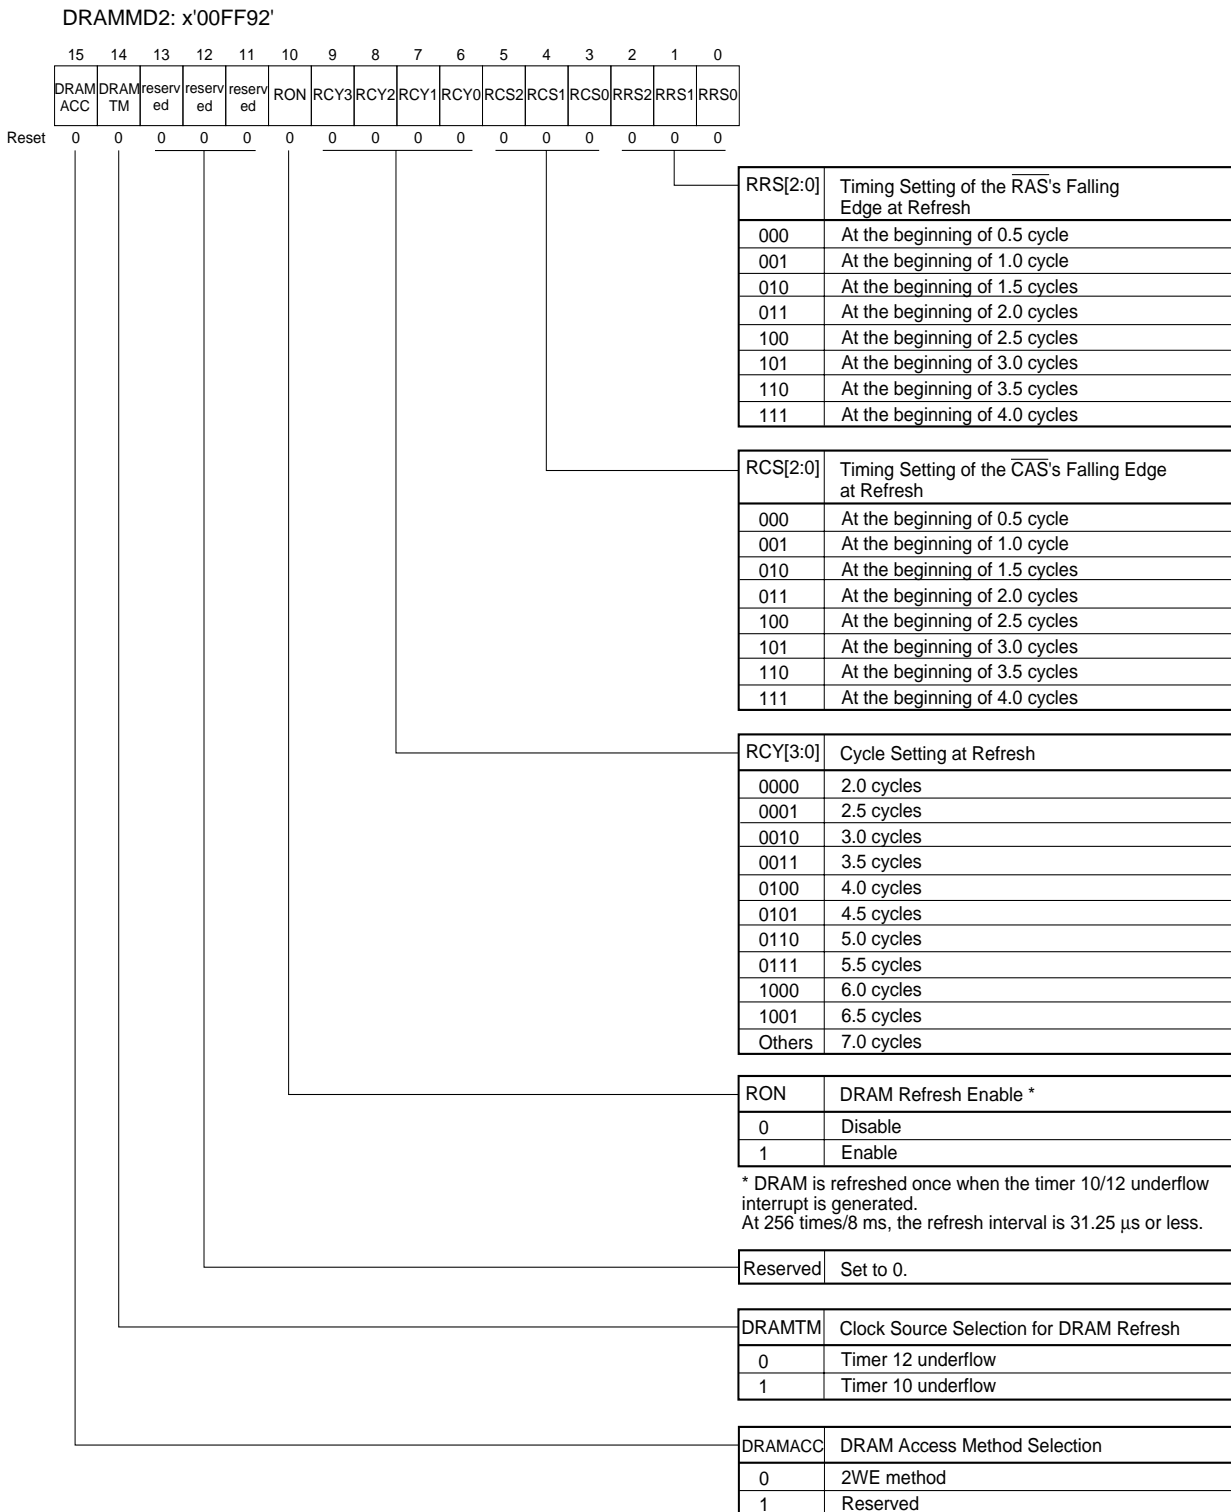 DRAMMD2: x'00FF92'
15 14 13 12 11 10 9 8 7 6 5 4 3 2 1 0
DRAM ACC DRAM TM reserv ed reserv ed reserv ed RON RCY3 RCY2 RCY1 RCY0 RCS2 RCS1 RCS0 RRS2 RRS1 RRS0
Reset 0 0 0 0 0 0 0 0 0 0 0 0 0 0 0 0
RRS[2:0] Timing Setting of the RAS's Falling
Edge at Refresh
000 At the beginning of 0.5 cycle
001 At the beginning of 1.0 cycle
010 At the beginning of 1.5 cycles
011 At the beginning of 2.0 cycles
100 At the beginning of 2.5 cycles
101 At the beginning of 3.0 cycles
110 At the beginning of 3.5 cycles
111 At the beginning of 4.0 cycles
RCS[2:0] Timing Setting of the CAS's Falling Edge
at Refresh
000 At the beginning of 0.5 cycle
001 At the beginning of 1.0 cycle
010 At the beginning of 1.5 cycles
011 At the beginning of 2.0 cycles
100 At the beginning of 2.5 cycles
101 At the beginning of 3.0 cycles
110 At the beginning of 3.5 cycles
111 At the beginning of 4.0 cycles
RCY[3:0] Cycle Setting at Refresh
0000 2.0 cycles
0001 2.5 cycles
0010 3.0 cycles
0011 3.5 cycles
0100 4.0 cycles
0101 4.5 cycles
0110 5.0 cycles
0111 5.5 cycles
1000 6.0 cycles
1001 6.5 cycles
Others 7.0 cycles
RON DRAM Refresh Enable *
0 Disable
1 Enable
* DRAM is refreshed once when the timer 10/12 underflow
interrupt is generated.
At 256 times/8 ms, the refresh interval is 31.25 μs or less.
Reserved Set to 0.
DRAMTM Clock Source Selection for DRAM Refresh
0 Timer 12 underflow
1 Timer 10 underflow
DRAMACC DRAM Access Method Selection
0 2WE method
1 Reserved